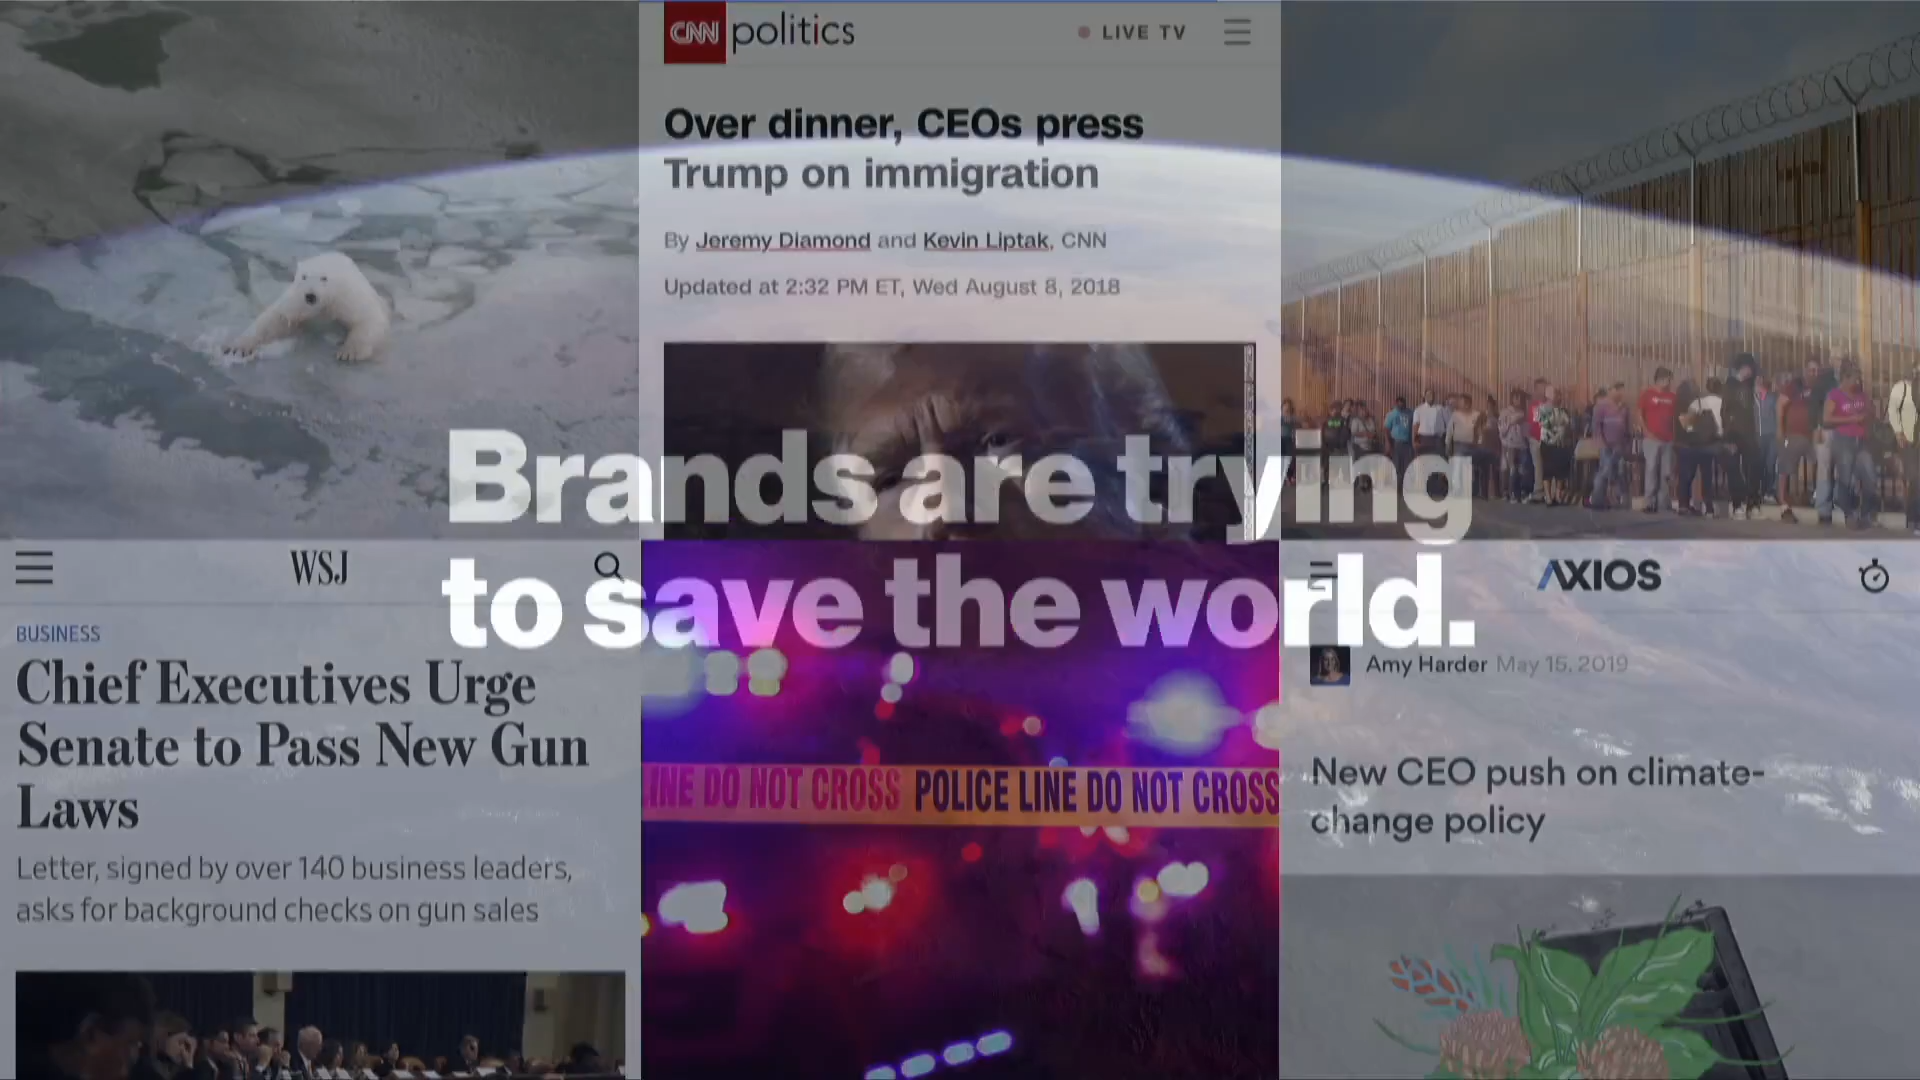 CNN politics
LIVE TV
Over dinner, CEOs press
Trump on immigration
By Jeremy Diamond and Kevin Liptak, CNN
Updated at 2:32 PM ET, Wed August 8, 2018
Brands are trying
to save the world.
WSJ
BUSINESS
Chief Executives Urge
Senate to Pass New Gun
Laws
Letter, signed by over 140 business leaders,
asks for background checks on gun sales
LINE DO NOT CROSS POLICE LINE DO NOT CROSS
AXIOS
Amy Harder May 15, 2019
New CEO push on climate-
change policy